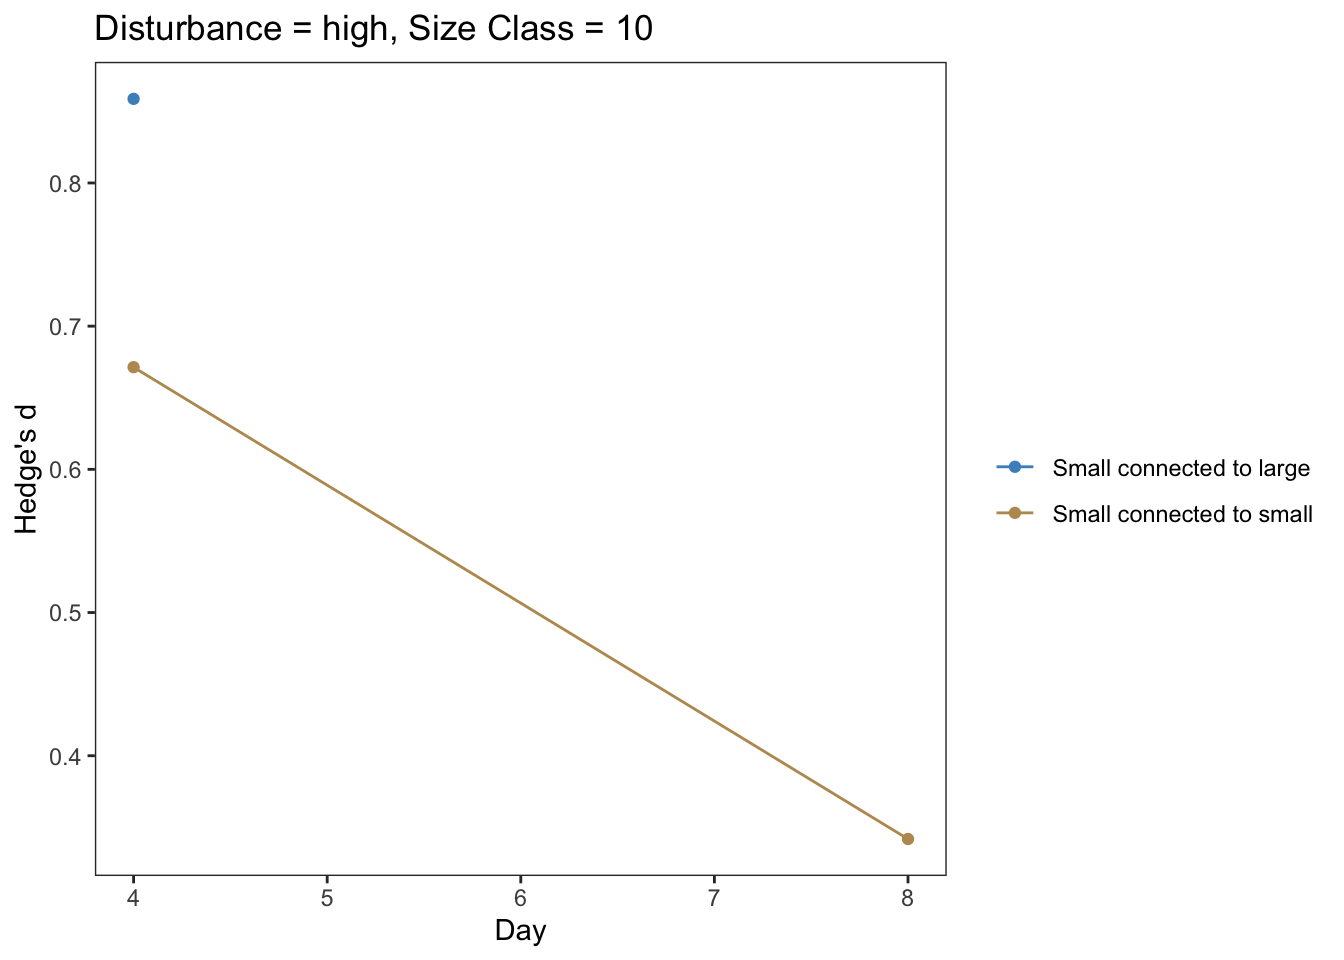 Disturbance = high, Size Class = 10
0.8
0.7
0.6
0.5
0.4
Hedge's d
4 5 6 7 8
Day
Small connected to large
Small connected to small